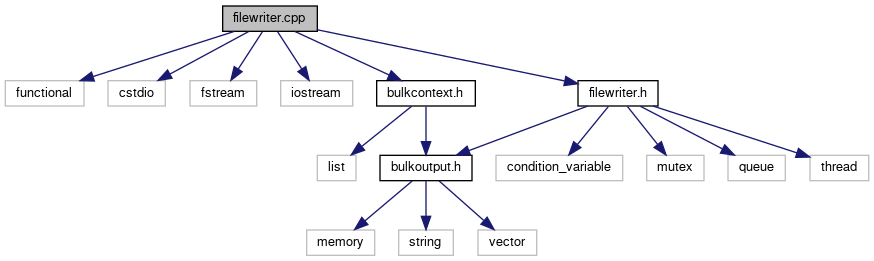 filewriter.cpp
functional
cstdio
fstream
iostream
bulkcontext.h
filewriter.h
list
bulkoutput.h
condition_variable
mutex
queue
thread
memory
string
vector